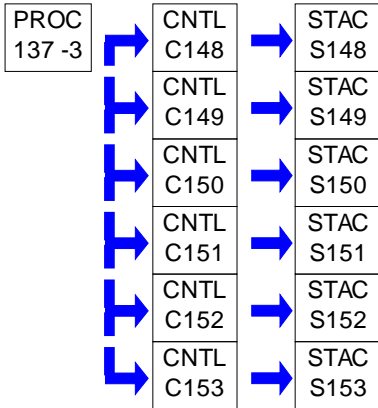 PROC
137 -3
CNTL
C148
STAC
S148
CNTL
C149
STAC
S149
CNTL
C150
STAC
S150
CNTL
C151
STAC
S151
CNTL
C152
STAC
S152
CNTL
C153
STAC
S153